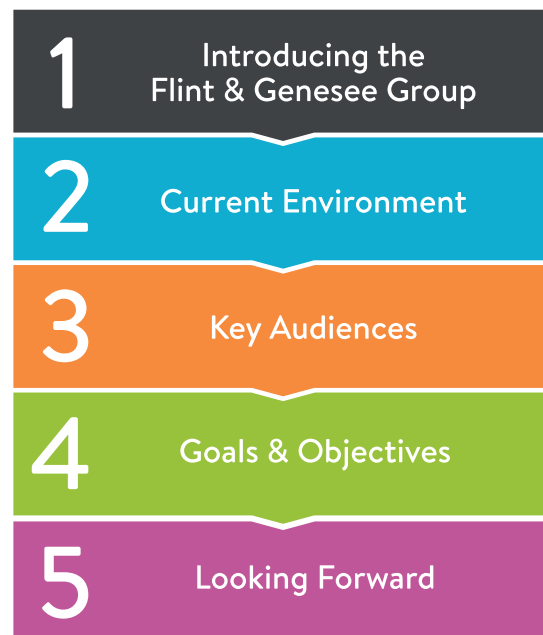 1
Introducing the
Flint & Genesee Group
2
Current Environment
3
Key Audiences
4
Goals & Objectives
5
Looking Forward